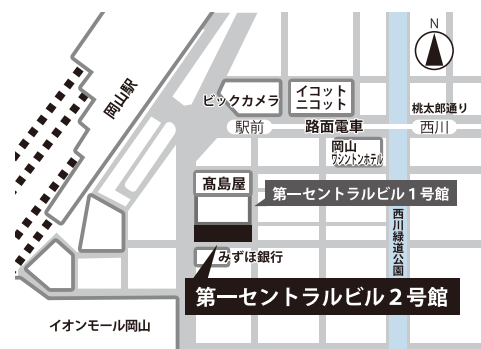 N
岡山駅
ビックカメラ
イコット
ニコット
桃太郎通り
駅前
路面電車
西川
岡山
ワシントンホテル
髙島屋
第一セントラルビル１号館
西川緑道公園
みずほ銀行
第一セントラルビル２号館
イオンモール岡山